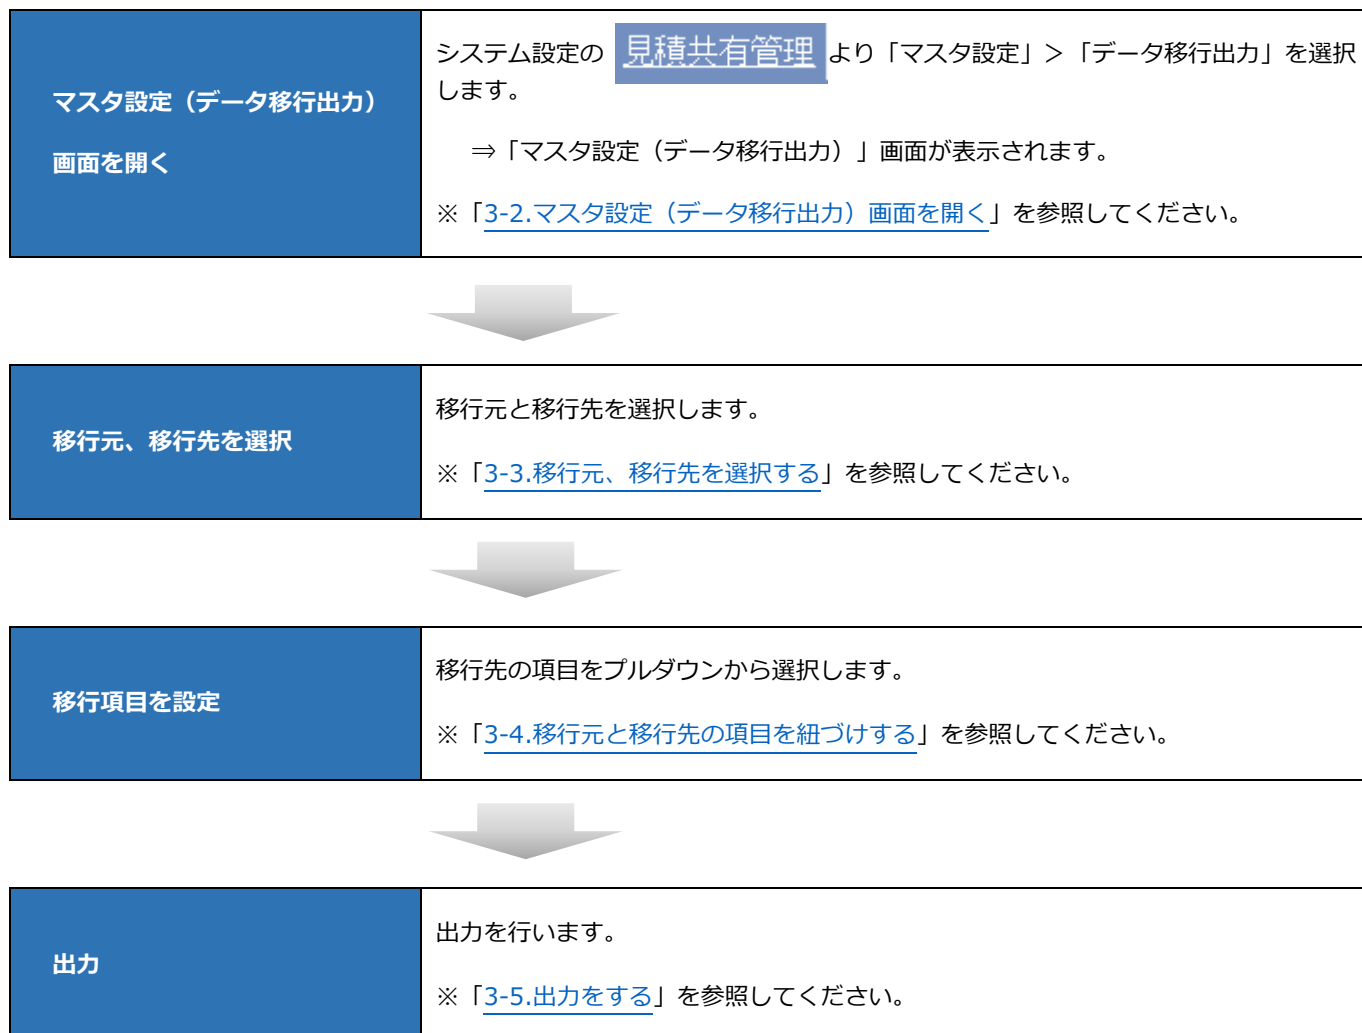 マスタ設定（データ移行出力）
画面を開く
システム設定の 見積共有管理 より「マスタ設定」＞「データ移行出力」を選択
します。
⇒「マスタ設定（データ移行出力）」画面が表示されます。
※「3-2.マスタ設定（データ移行出力）画面を開く」を参照してください。
移行元、移行先を選択
移行元と移行先を選択します。
※「3-3.移行元、移行先を選択する」を参照してください。
移行項目を設定
移行先の項目をプルダウンから選択します。
※「3-4.移行元と移行先の項目を紐づけする」を参照してください。
出力
出力を行います。
※「3-5.出力をする」を参照してください。